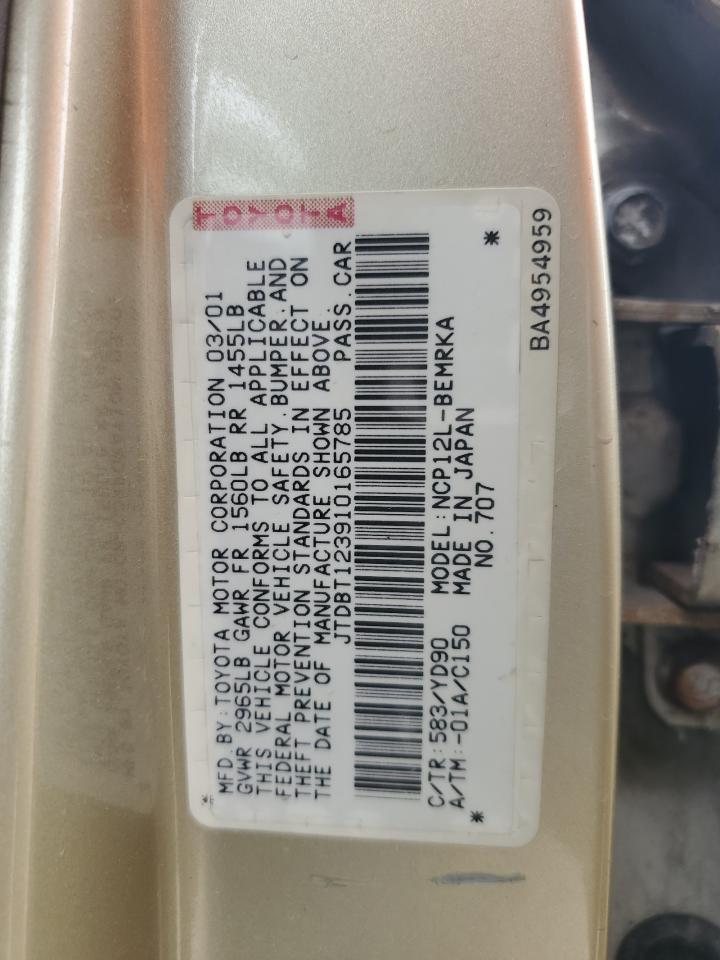 TOYOTA
MFD.BY:TOYOTA MOTOR CORPORATION 03/01
GVWR 2965LB GAWR FR 1560LB RR 1455LB
THIS VEHICLE CONFORMS TO ALL APPLICABLE
FEDERAL MOTOR VEHICLE SAFETY.BUMPER.AND
THEFT PREVENTION STANDARDS IN EFFECT ON
THE DATE OF MANUFACTURE SHOWN ABOVE.
JTDBT123910165785 PASS.CAR
C/TR:583/YD90 MODEL:NCP12L-BEMRKA
A/TM:-01A/C150 MADE IN JAPAN
* NO.707 *
BA4954959